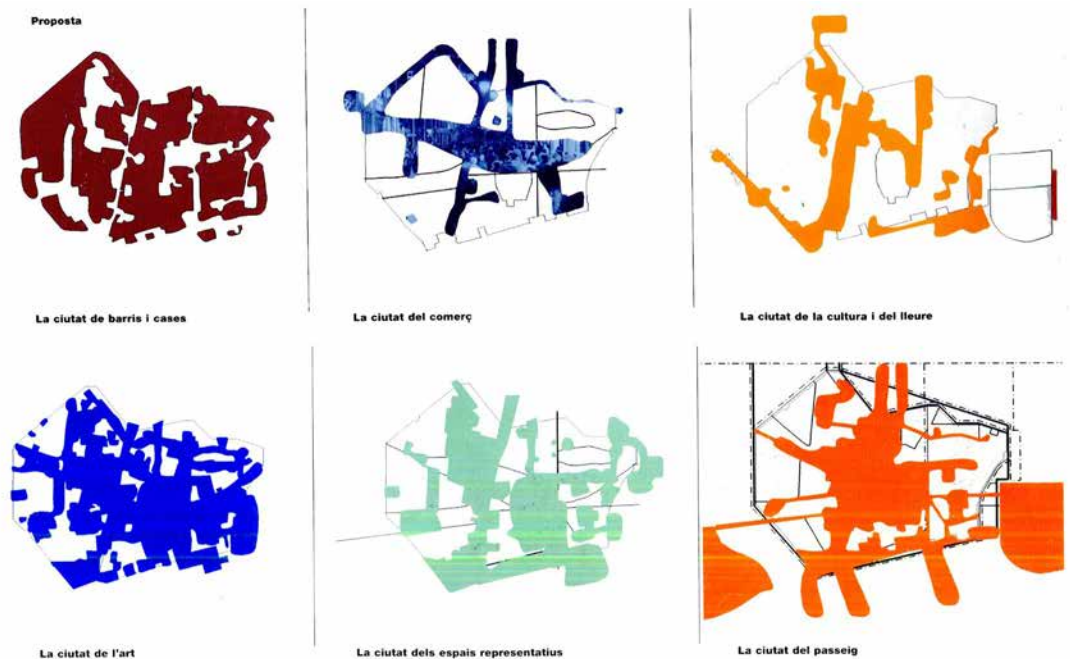 Proposta
La ciutat de barris i cases
La ciutat del comerç
La ciutat de la cultura i del lleure
La ciutat de l'art
La ciutat dels espais representatius
La ciutat del passeig